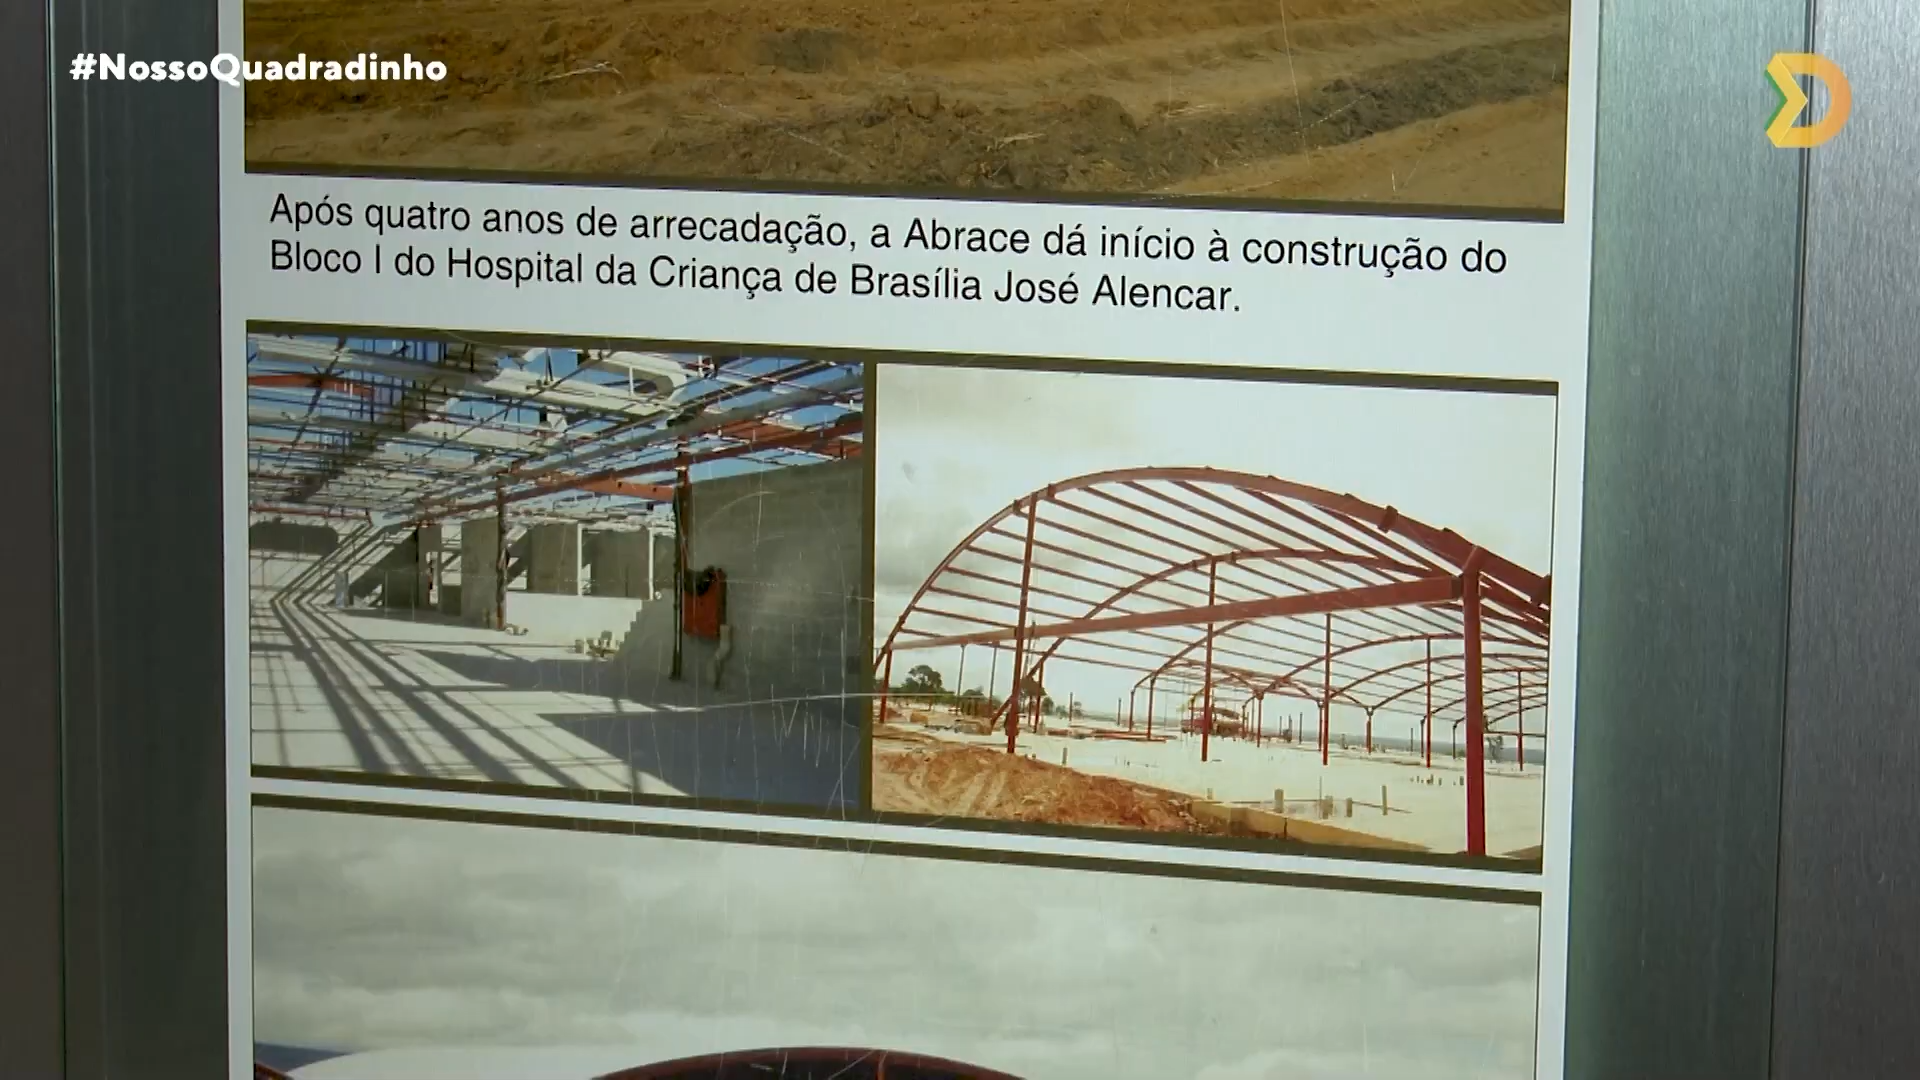 #NossoQuadradinho
Após quatro anos de arrecadação, a Abrace dá início à construção do
Bloco I do Hospital da Criança de Brasília José Alencar.